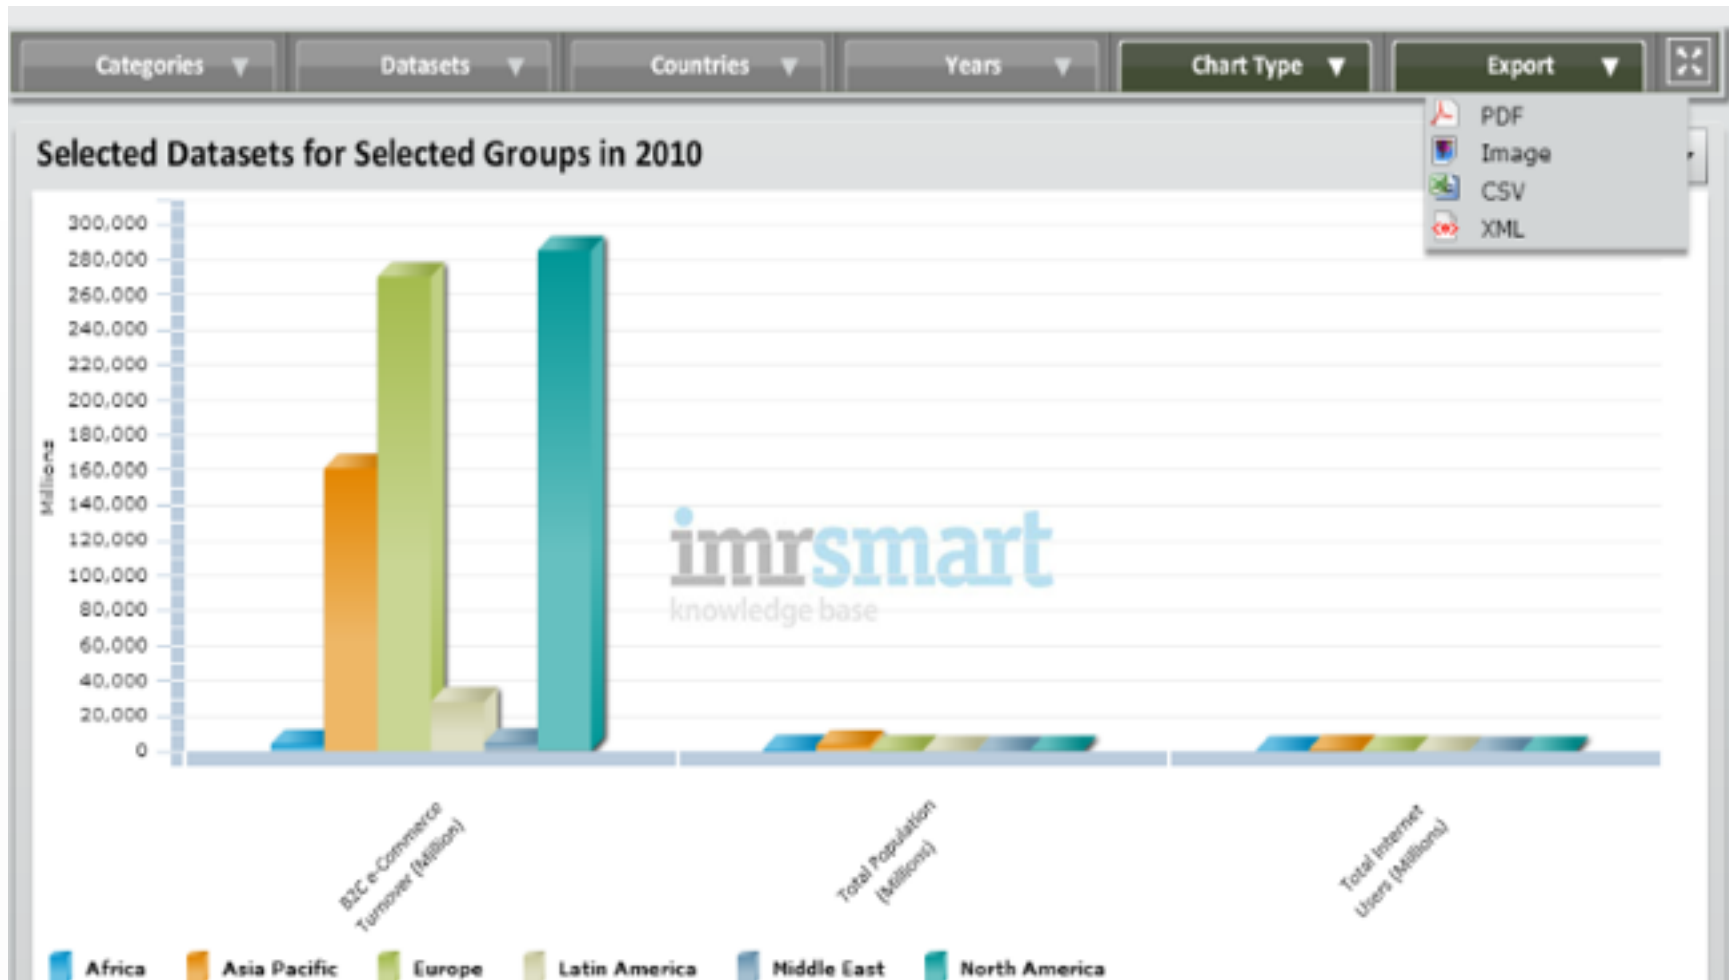 Categories ▼
Datasets ▼
Countries ▼
Years ▼
Chart Type ▼
Export ▼
PDF
Image
CSV
XML
Selected Datasets for Selected Groups in 2010
300,000
280,000
260,000
240,000
220,000
200,000
180,000
160,000
140,000
120,000
100,000
80,000
60,000
40,000
20,000
0
Millions
imrsmart
knowledge base
B2C e-Commerce
Turnover (Million)
Total Population
(Millions)
Total Internet
Users (Millions)
Africa
Asia Pacific
Europe
Latin America
Middle East
North America